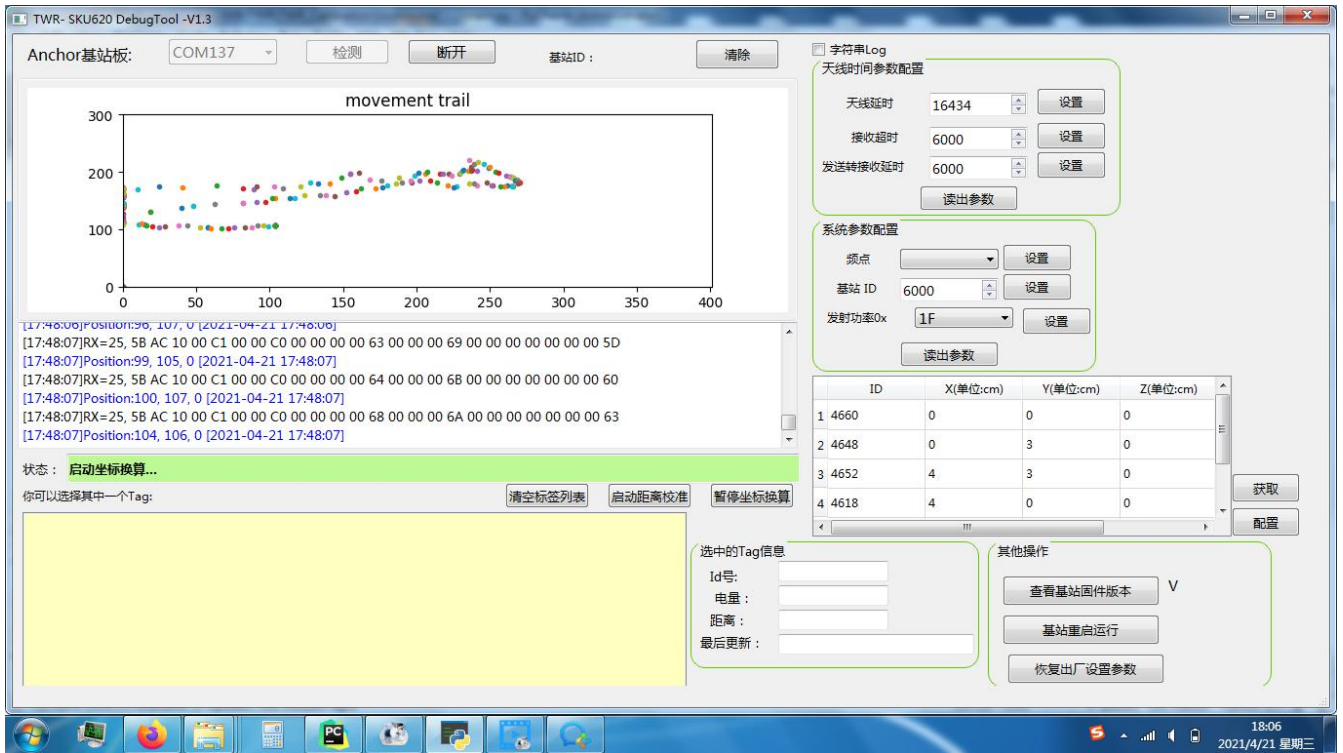 TWR- SKU620 DebugTool -V1.3
Anchor基站板: COM137 检测 断开 基站ID： 清除
movement trail
300
200
100
0
0 50 100 150 200 250 300 350 400
[17:48:06]Position:96, 107, 0 [2021-04-21 17:48:06]
[17:48:07]RX=25, 5B AC 10 00 C1 00 00 C0 00 00 00 00 63 00 00 00 69 00 00 00 00 00 00 00 5D
[17:48:07]Position:99, 105, 0 [2021-04-21 17:48:07]
[17:48:07]RX=25, 5B AC 10 00 C1 00 00 C0 00 00 00 00 64 00 00 00 6B 00 00 00 00 00 00 00 60
[17:48:07]Position:100, 107, 0 [2021-04-21 17:48:07]
[17:48:07]RX=25, 5B AC 10 00 C1 00 00 C0 00 00 00 00 68 00 00 00 6A 00 00 00 00 00 00 00 63
[17:48:07]Position:104, 106, 0 [2021-04-21 17:48:07]
状态： 启动坐标换算...
你可以选择其中一个Tag: 清空标签列表 启动距离校准 暂停坐标换算
字符串Log
天线时间参数配置
天线延时 16434 设置
接收超时 6000 设置
发送转接收延时 6000 设置
读出参数
系统参数配置
频点 设置
基站 ID 6000 设置
发射功率0x 1F 设置
读出参数
ID X(单位:cm) Y(单位:cm) Z(单位:cm)
1 4660 0 0 0
2 4648 0 3 0
3 4652 4 3 0
4 4618 4 0 0
获取
配置
选中的Tag信息
Id号:
电量：
距离：
最后更新：
其他操作
查看基站固件版本 V
基站重启运行
恢复出厂设置参数
PC
18:06
2021/4/21 星期三